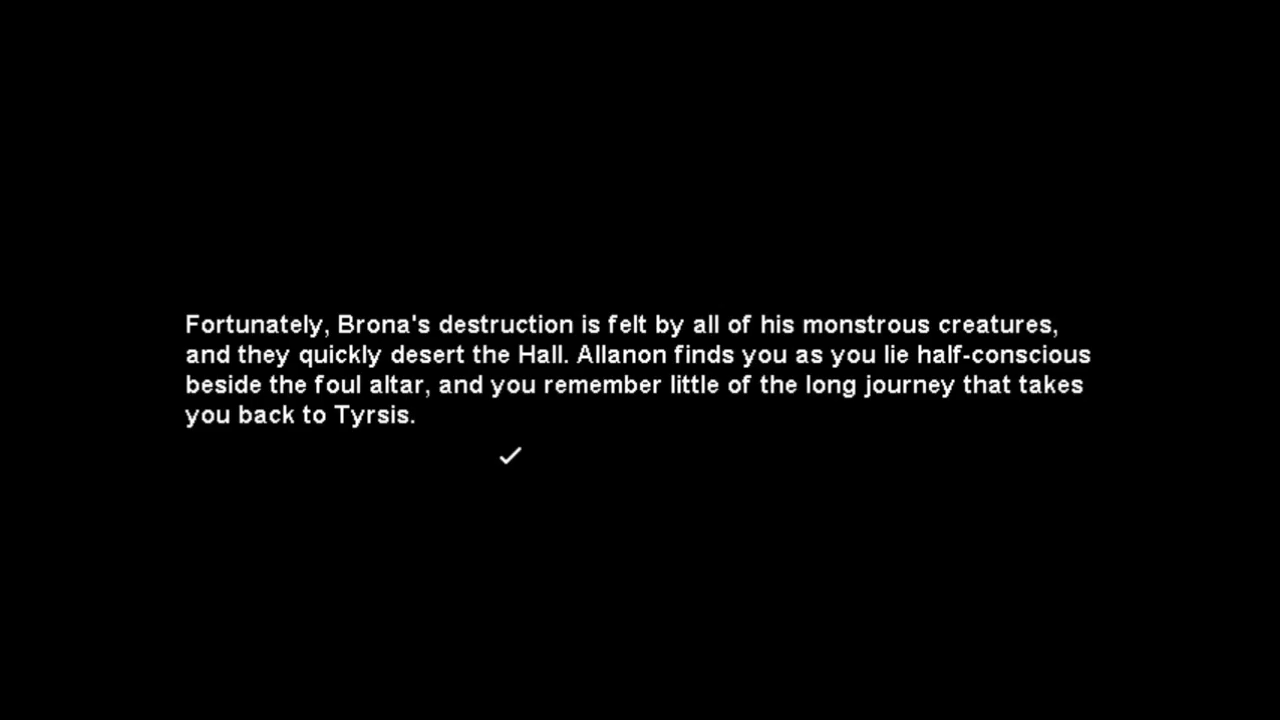 Fortunately, Brona's destruction is felt by all of his monstrous creatures,
and they quickly desert the Hall. Allanon finds you as you lie half-conscious
beside the foul altar, and you remember little of the long journey that takes
you back to Tyrsis.